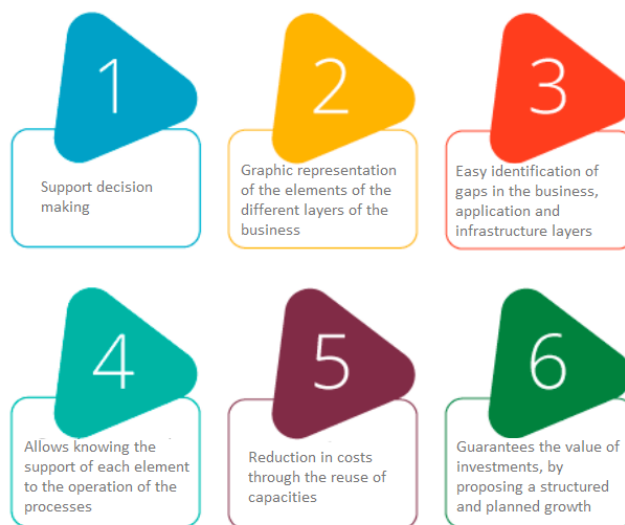 1
Support decision
making
2
Graphic representation
of the elements of the
different layers of the
business
3
Easy identification of
gaps in the business,
application and
infrastructure layers
4
Allows knowing the
support of each element
to the operation of the
processes
5
Reduction in costs
through the reuse of
capacities
6
Guarantees the value of
investments, by
proposing a structured
and planned growth